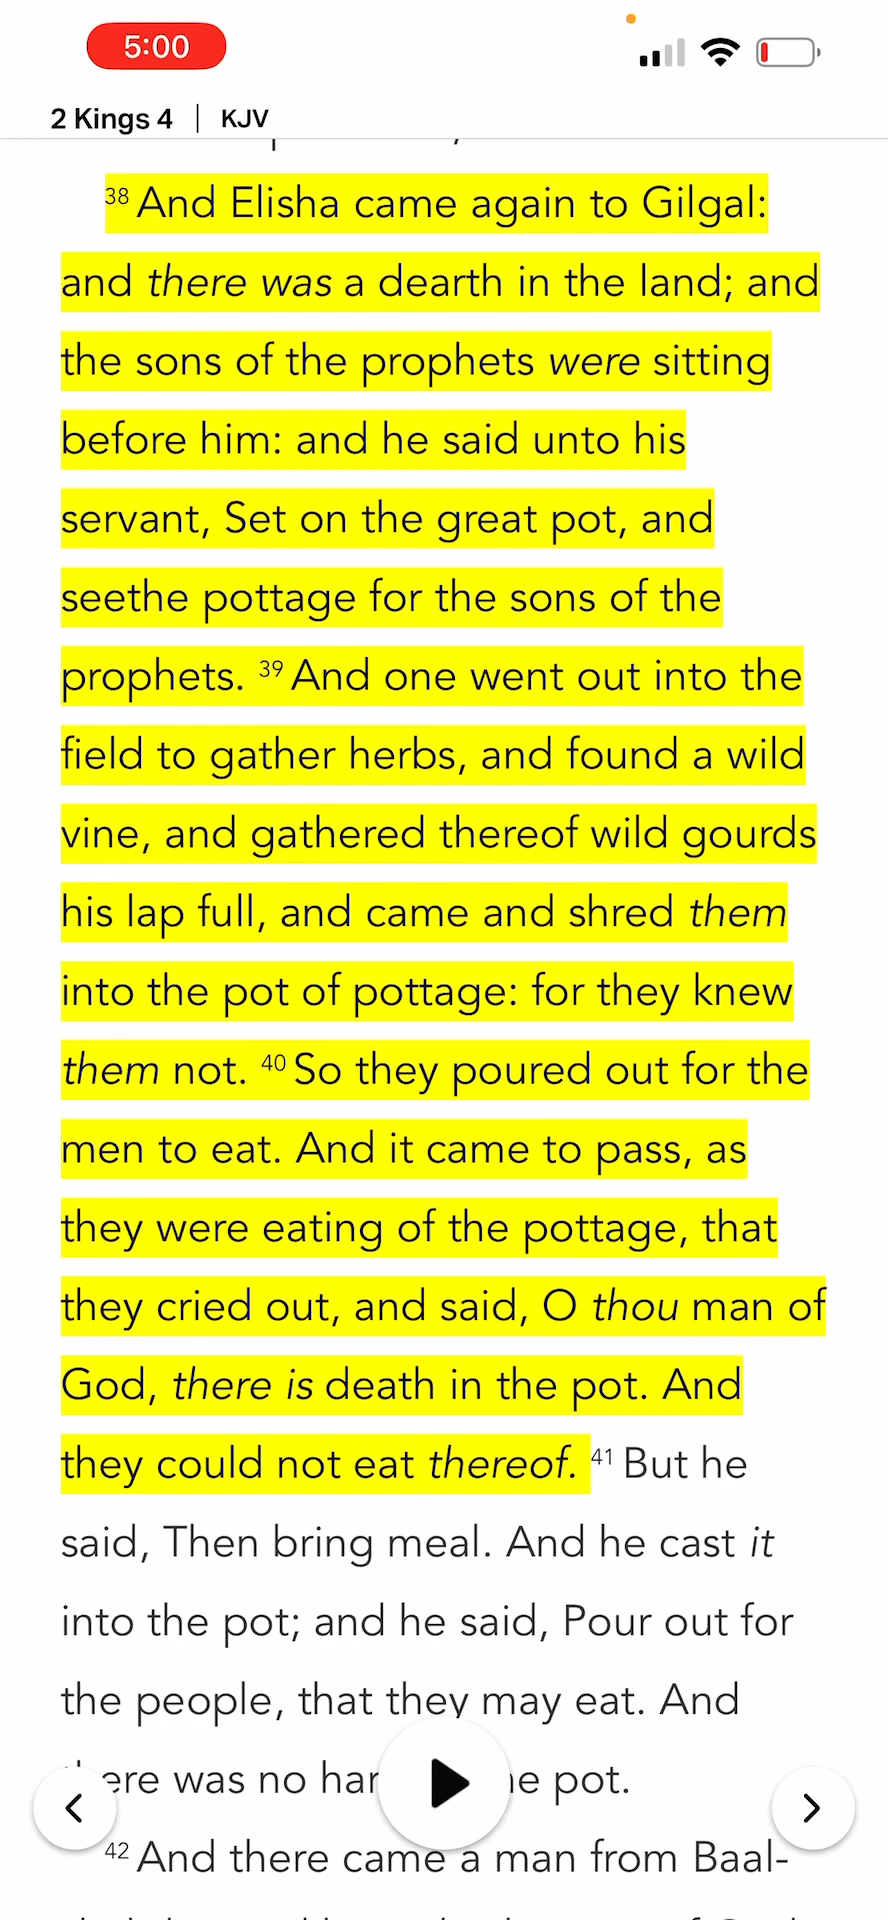 5:00
2 Kings 4 | KJV
38 And Elisha came again to Gilgal:
and there was a dearth in the land; and
the sons of the prophets were sitting
before him: and he said unto his
servant, Set on the great pot, and
seethe pottage for the sons of the
prophets. 39 And one went out into the
field to gather herbs, and found a wild
vine, and gathered thereof wild gourds
his lap full, and came and shred them
into the pot of pottage: for they knew
them not. 40 So they poured out for the
men to eat. And it came to pass, as
they were eating of the pottage, that
they cried out, and said, O thou man of
God, there is death in the pot. And
they could not eat thereof. 41 But he
said, Then bring meal. And he cast it
into the pot; and he said, Pour out for
the people, that they may eat. And
was no pot.
42 And there came a man from Baal-